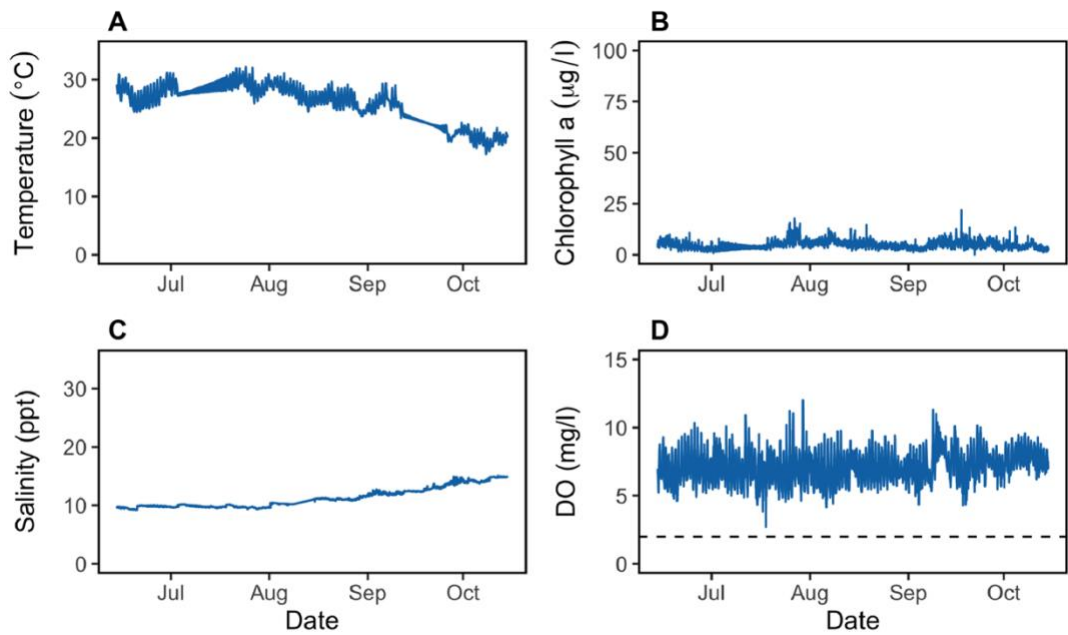 A
Temperature (°C)
30
20
10
0
Jul Aug Sep Oct
B
Chlorophyll a (μg/l)
100
75
50
25
0
Jul Aug Sep Oct
C
Salinity (ppt)
30
20
10
0
Jul Aug Sep Oct
Date
D
DO (mg/l)
15
10
5
0
Jul Aug Sep Oct
Date